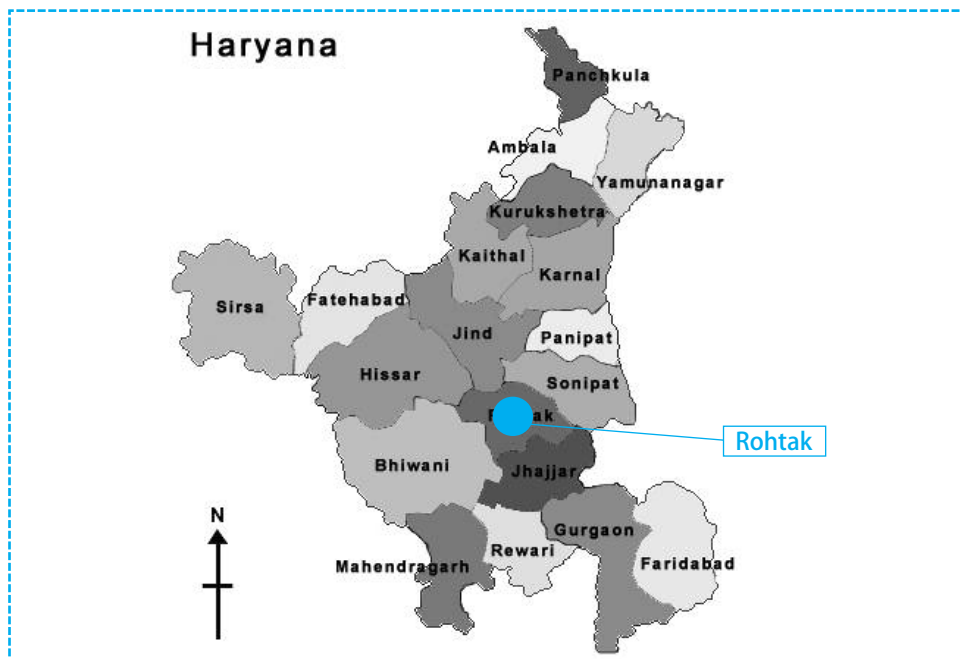 Haryana
Panchkula
Ambala
Yamunanagar
Kurukshetra
Kaithal
Karnal
Sirsa
Fatehabad
Jind
Panipat
Hissar
Sonipat
Rohtak
Bhiwani
Jhajjar
N
Gurgaon
Rewari
Mahendragarh
Faridabad